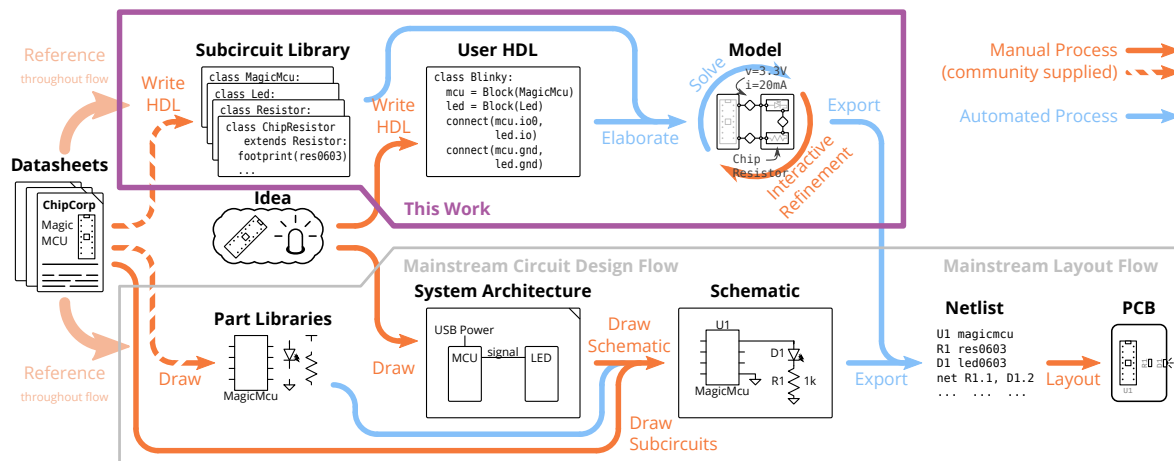 Reference
throughout flow
Write
HDL
Subcircuit Library
class MagicMcu:
class Led:
class Resistor:
class ChipResistor
extends Resistor:
footprint(res0603)
...
Write
HDL
User HDL
class Blinky:
mcu = Block(MagicMcu)
led = Block(Led)
connect(mcu.io0,
led.io)
connect(mcu.gnd,
led.gnd)
Elaborate
Model
Solve
v=3.3V
i=20mA
Chip
Resistor
Interactive
Refinement
Export
Manual Process
(community supplied)
Automated Process
Datasheets
ChipCorp
Magic
MCU
Idea
This Work
Mainstream Circuit Design Flow
Mainstream Layout Flow
Reference
throughout flow
Draw
Part Libraries
MagicMcu
Draw
System Architecture
USB Power
MCU
signal
LED
Draw
Schematic
Draw
Subcircuits
Schematic
U1
D1
R1
1k
MagicMcu
Export
Netlist
U1 magicmcu
R1 res0603
D1 led0603
net R1.1, D1.2
... ... ...
Layout
PCB
R1
D1
U1